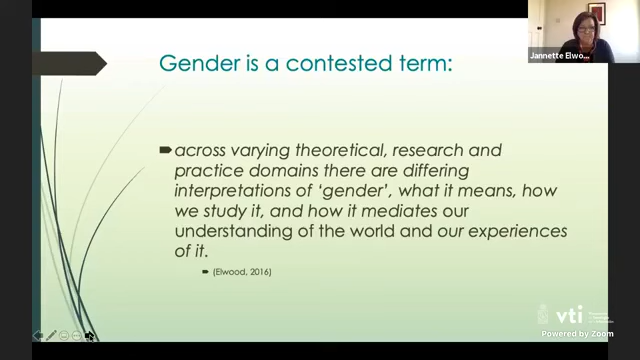 Gender is a contested term:
Jannette Elwo...
across varying theoretical, research and
practice domains there are differing
interpretations of 'gender', what it means, how
we study it, and how it mediates our
understanding of the world and our experiences
of it.
(Elwood, 2016)
vti
Powered by Zoom